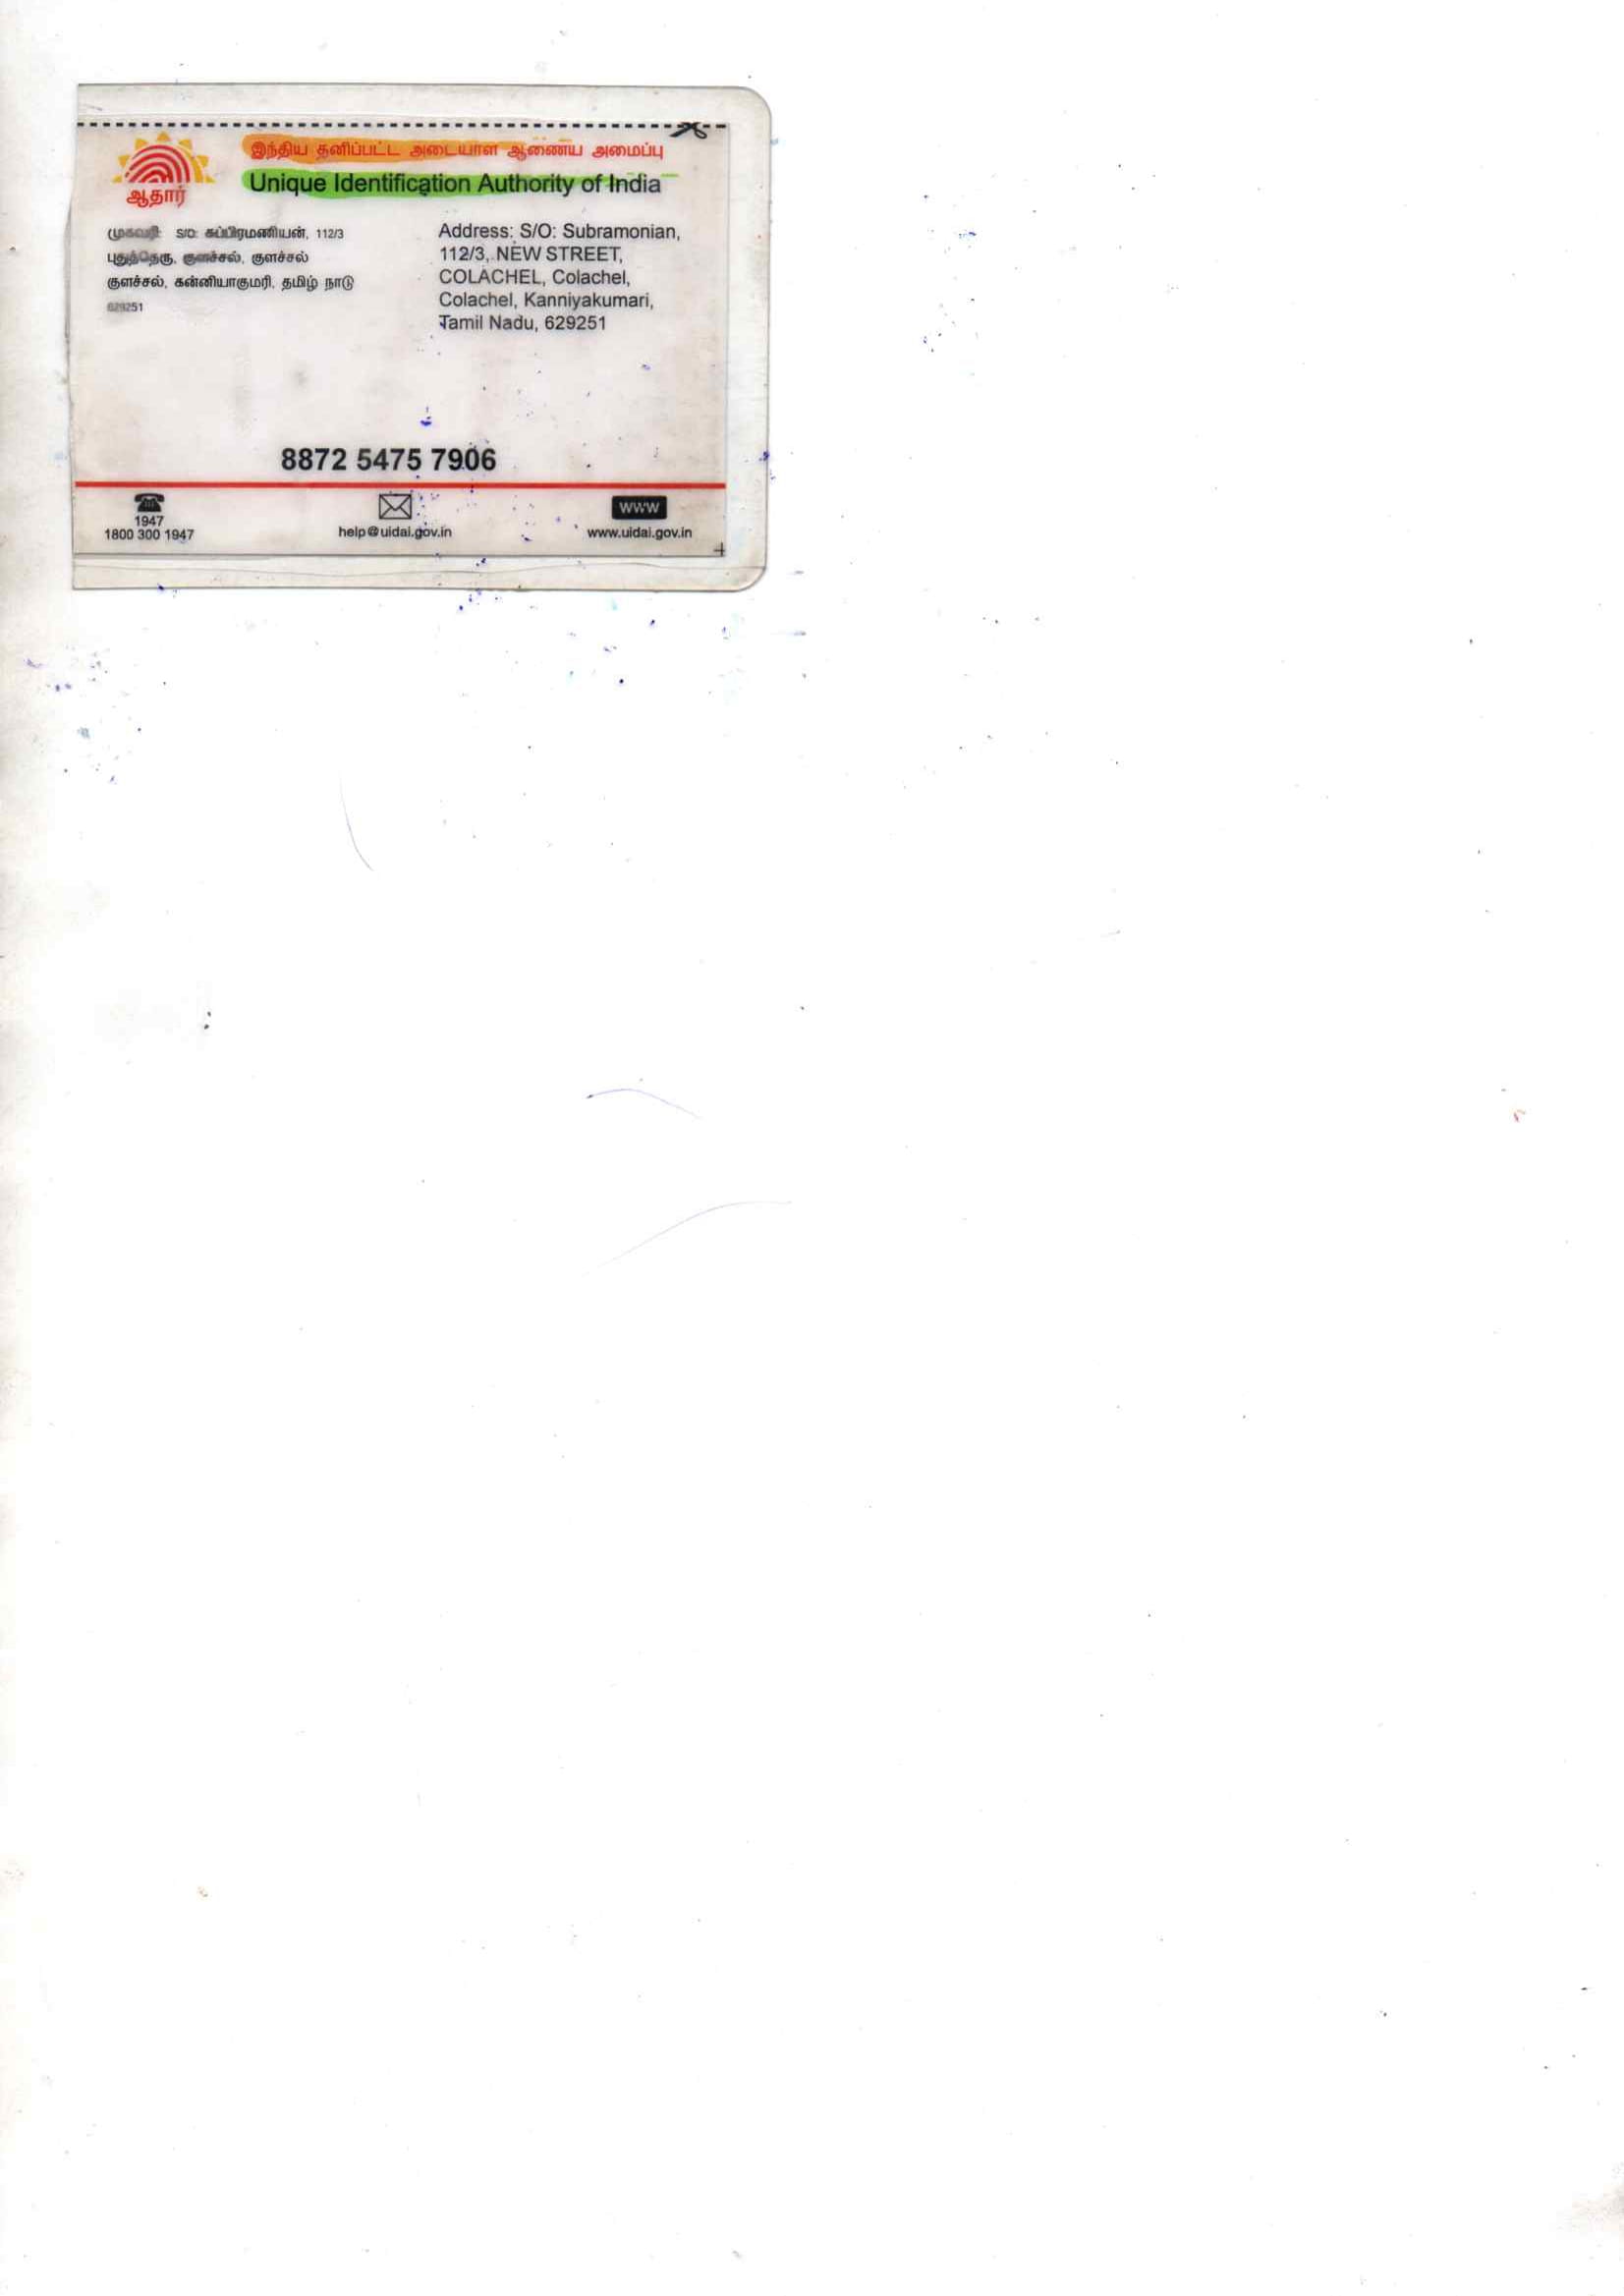 இந்திய தனிப்பட்ட அடையாள ஆணைய அமைப்பு
Unique Identification Authority of India
ஆதார்
முகவரி: S/O: சுப்பிரமணியன், 112/3
புதுத்தெரு, குளச்சல், குளச்சல்
குளச்சல், கன்னியாகுமரி, தமிழ் நாடு
629251
Address: S/O: Subramonian,
112/3, NEW STREET,
COLACHEL, Colachel,
Colachel, Kanniyakumari,
Tamil Nadu, 629251
8872 5475 7906
1947
1800 300 1947
help@uidai.gov.in
www
www.uidai.gov.in